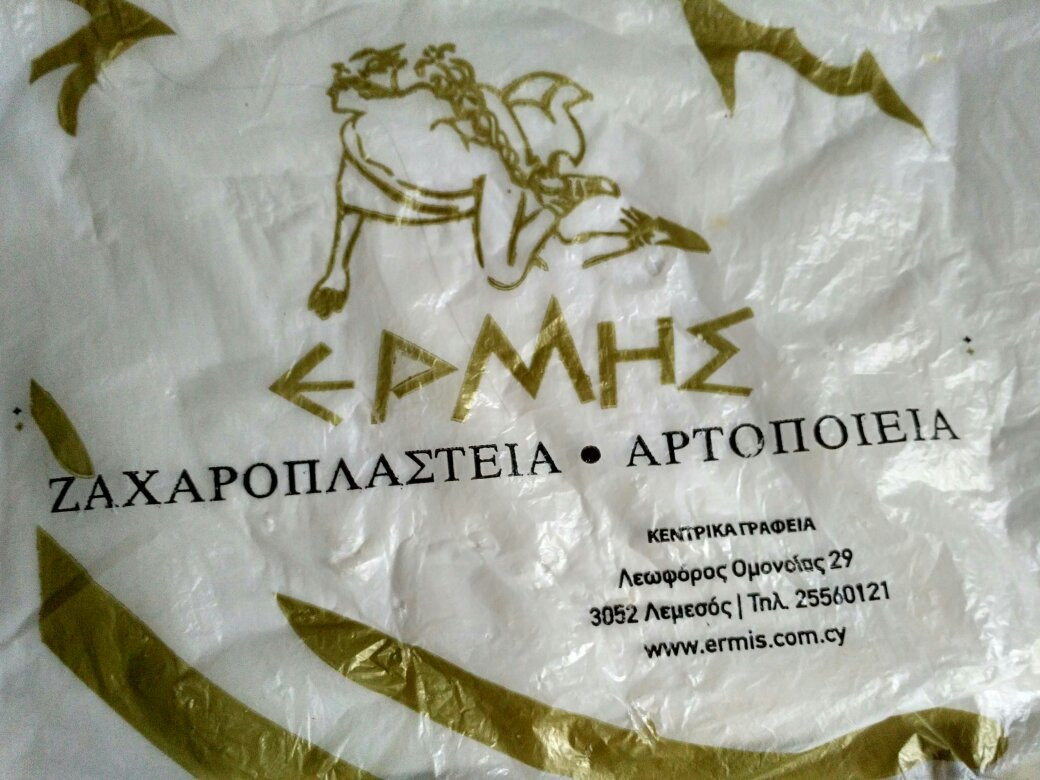 ΕΡΜΗΣ
ΖΑΧΑΡΟΠΛΑΣΤΕΙΑ • ΑΡΤΟΠΟΙΕΙΑ
ΚΕΝΤΡΙΚΑ ΓΡΑΦΕΙΑ
Λεωφόρος Ομονοίας 29
3052 Λεμεσός | Τηλ. 25560121
www.ermis.com.cy